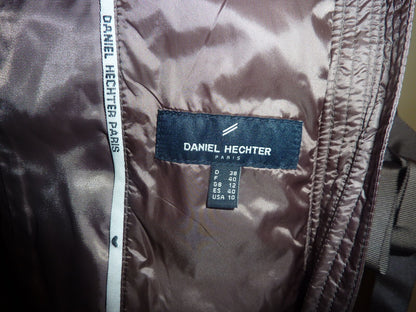 DANIEL HECHTER PARIS
DANIEL HECHTER
PARIS
D 38
F 40
GB 12
ES 40
USA 10